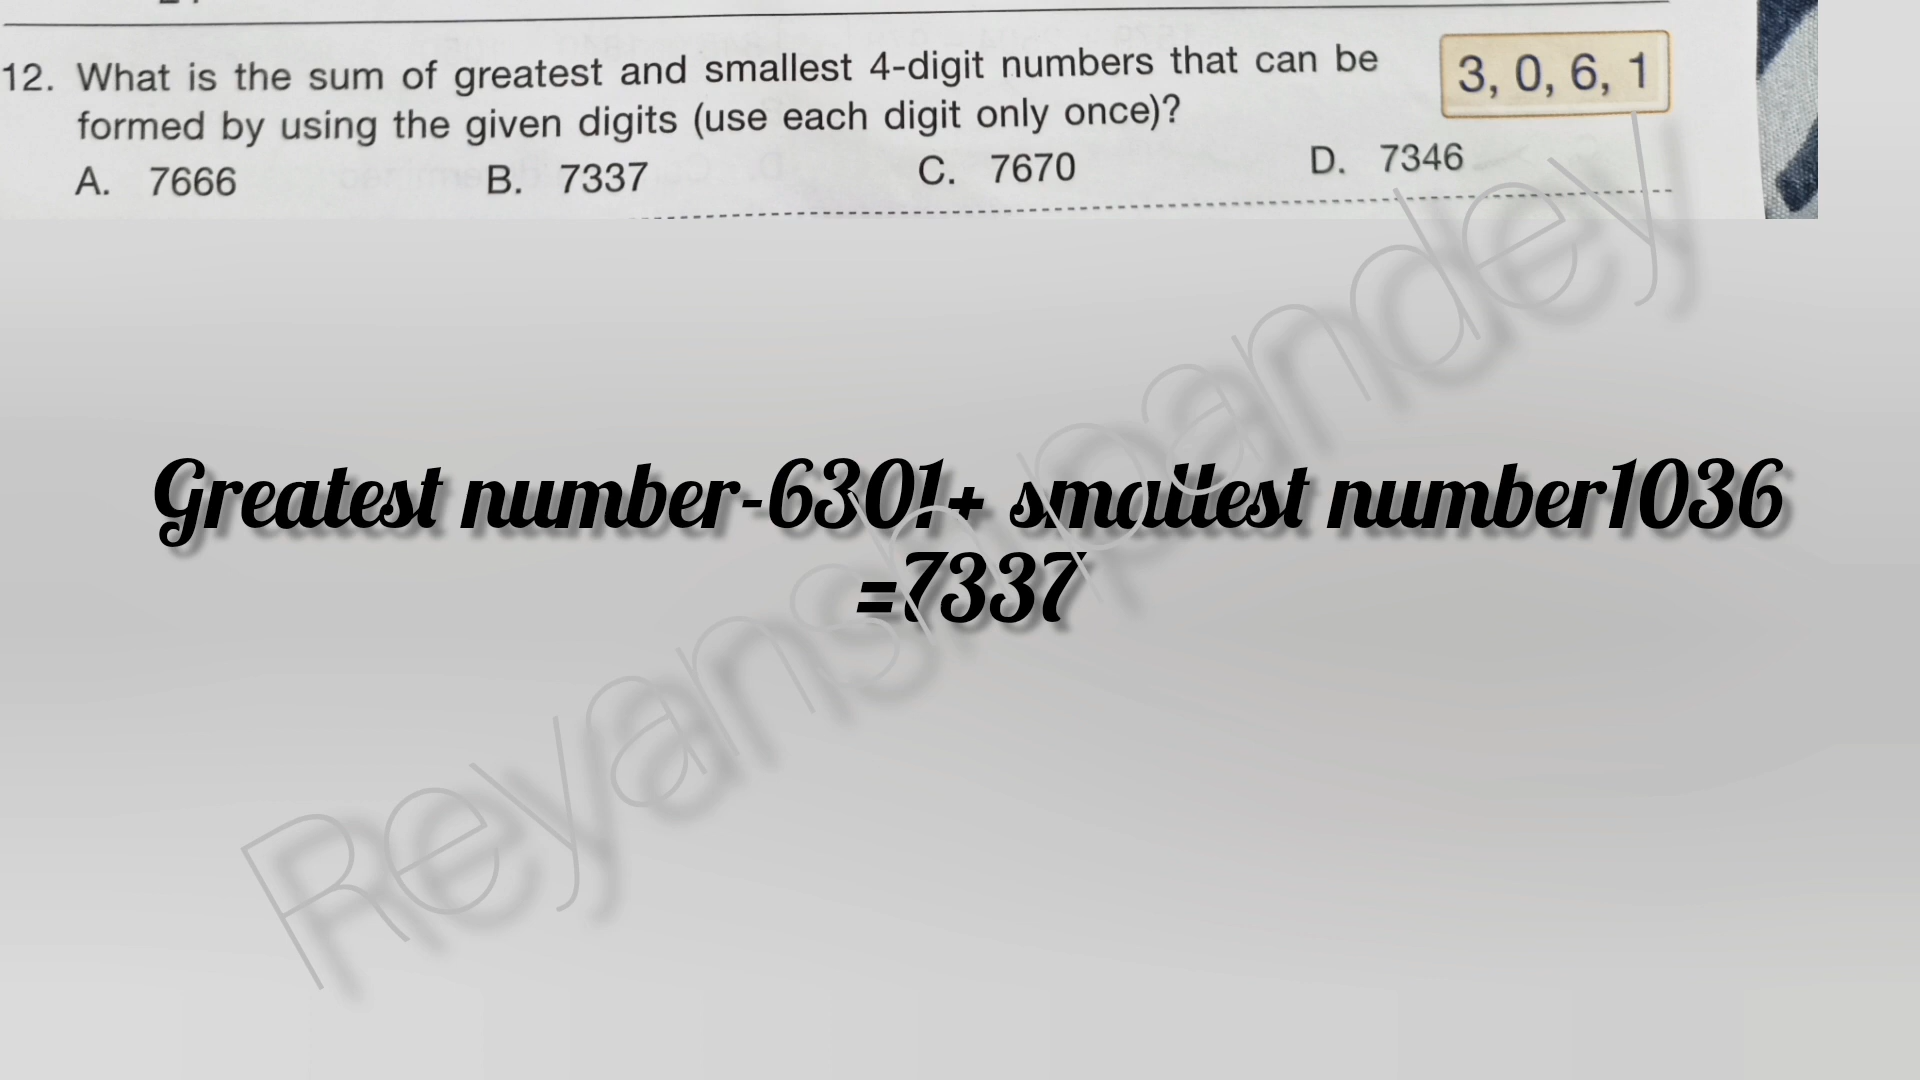 12. What is the sum of greatest and smallest 4-digit numbers that can be
formed by using the given digits (use each digit only once)?
3, 0, 6, 1
A. 7666 B. 7337 C. 7670 D. 7346
Greatest number-6301+ smallest number1036
=7337
Reyansh pandey